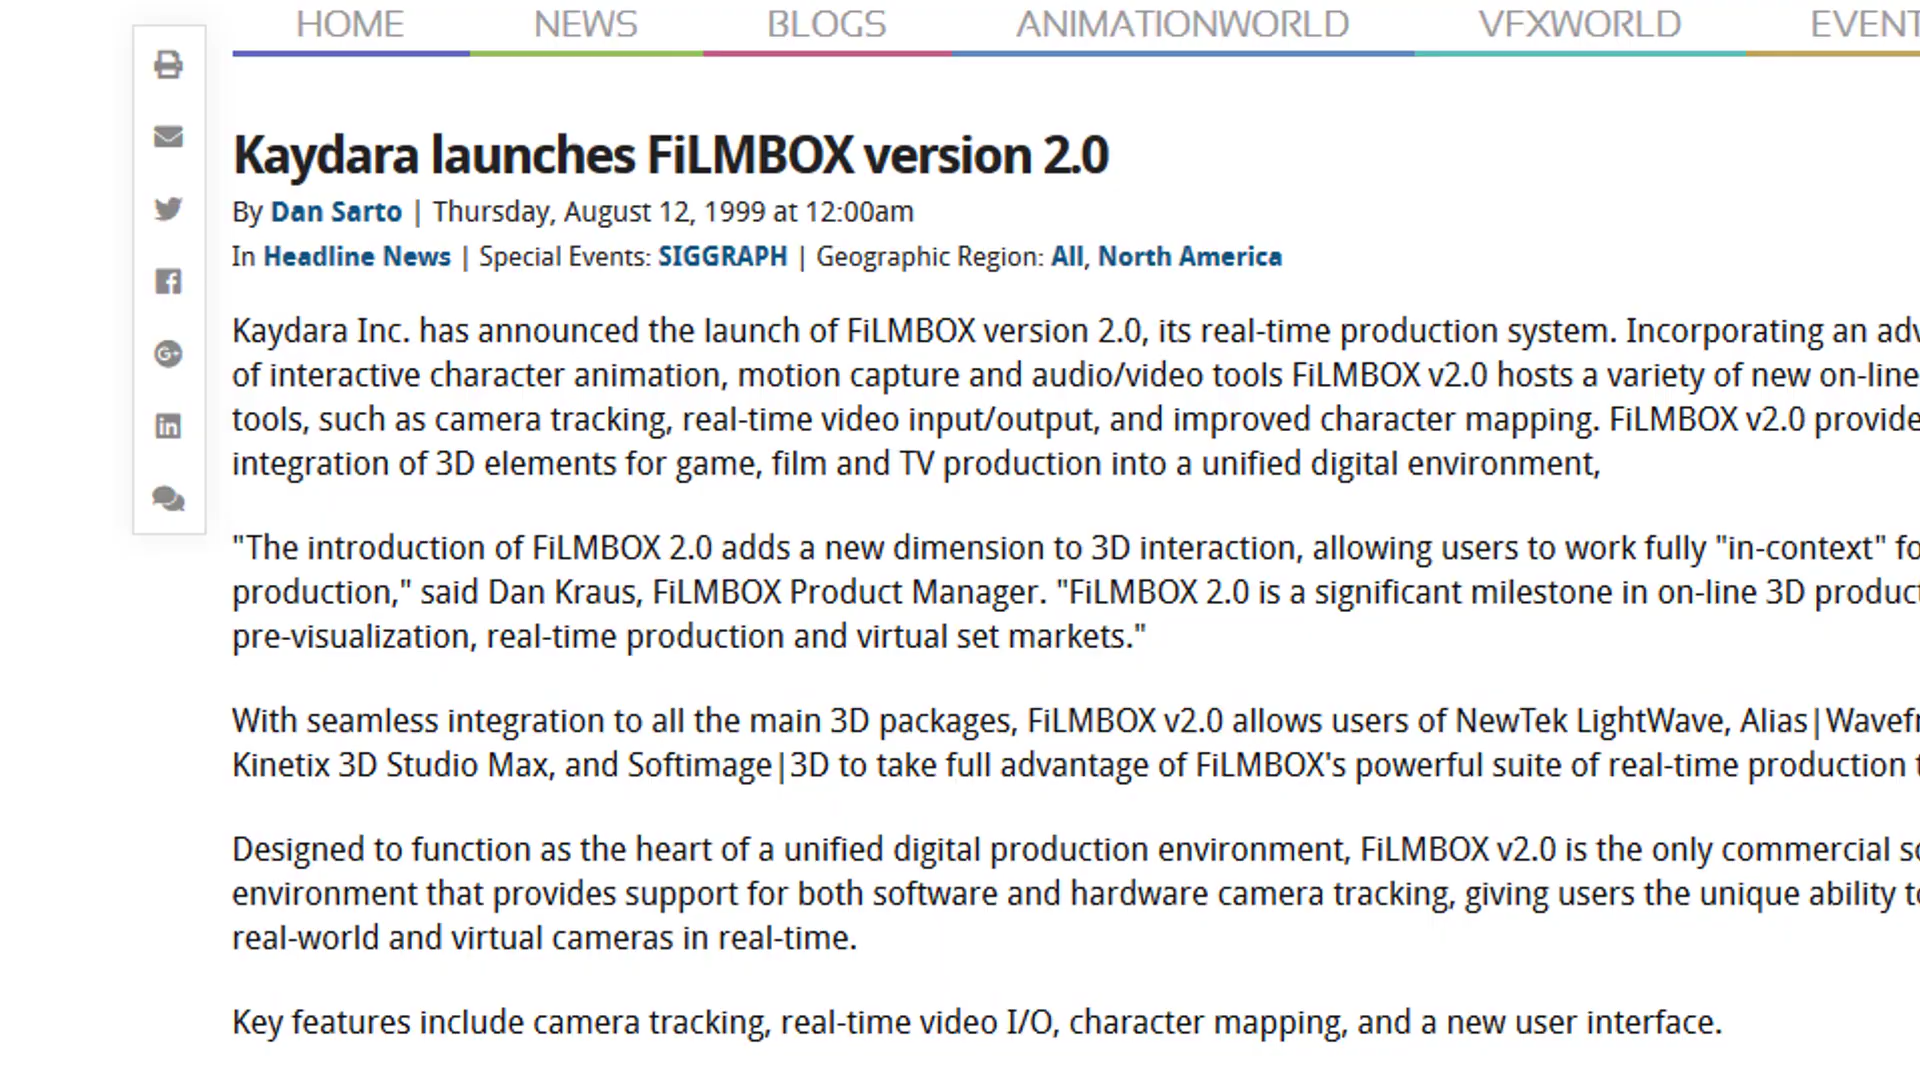 HOME NEWS BLOGS ANIMATIONWORLD VFXWORLD
Kaydara launches FiLMBOX version 2.0
By Dan Sarto | Thursday, August 12, 1999 at 12:00am
In Headline News | Special Events: SIGGRAPH | Geographic Region: All, North America
Kaydara Inc. has announced the launch of FiLMBOX version 2.0, its real-time production system. Incorporating an
of interactive character animation, motion capture and audio/video tools FiLMBOX v2.0 hosts a variety of new on-line
tools, such as camera tracking, real-time video input/output, and improved character mapping. FiLMBOX v2.0
integration of 3D elements for game, film and TV production into a unified digital environment,
"The introduction of FiLMBOX 2.0 adds a new dimension to 3D interaction, allowing users to work fully "in-context"
production," said Dan Kraus, FiLMBOX Product Manager. "FiLMBOX 2.0 is a significant milestone in on-line 3D
pre-visualization, real-time production and virtual set markets."
With seamless integration to all the main 3D packages, FiLMBOX v2.0 allows users of NewTek LightWave,
Kinetix 3D Studio Max, and Softimage|3D to take full advantage of FiLMBOX's powerful suite of real-time production
Designed to function as the heart of a unified digital production environment, FiLMBOX v2.0 is the only commercial
environment that provides support for both software and hardware camera tracking, giving users the unique ability
real-world and virtual cameras in real-time.
Key features include camera tracking, real-time video I/O, character mapping, and a new user interface.